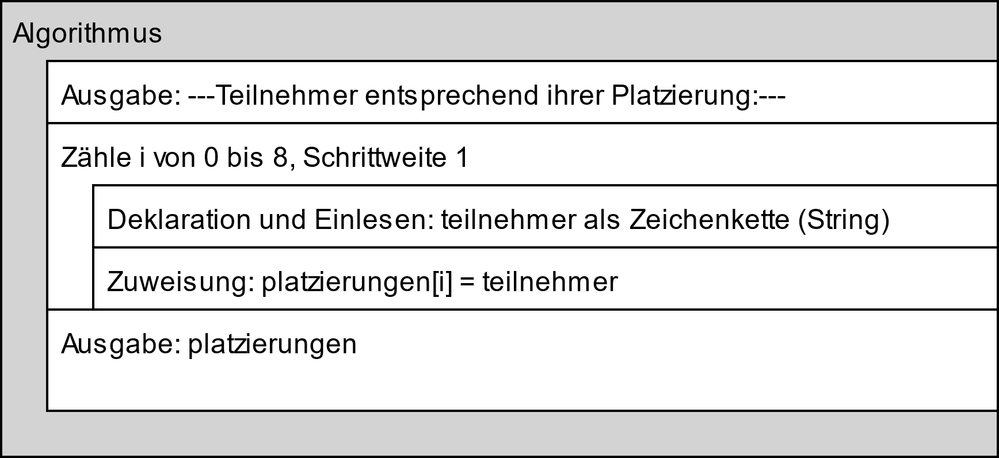 Algorithmus
Ausgabe: ---Teilnehmer entsprechend ihrer Platzierung:---
Zähle i von 0 bis 8, Schrittweite 1
Deklaration und Einlesen: teilnehmer als Zeichenkette (String)
Zuweisung: platzierungen[i] = teilnehmer
Ausgabe: platzierungen